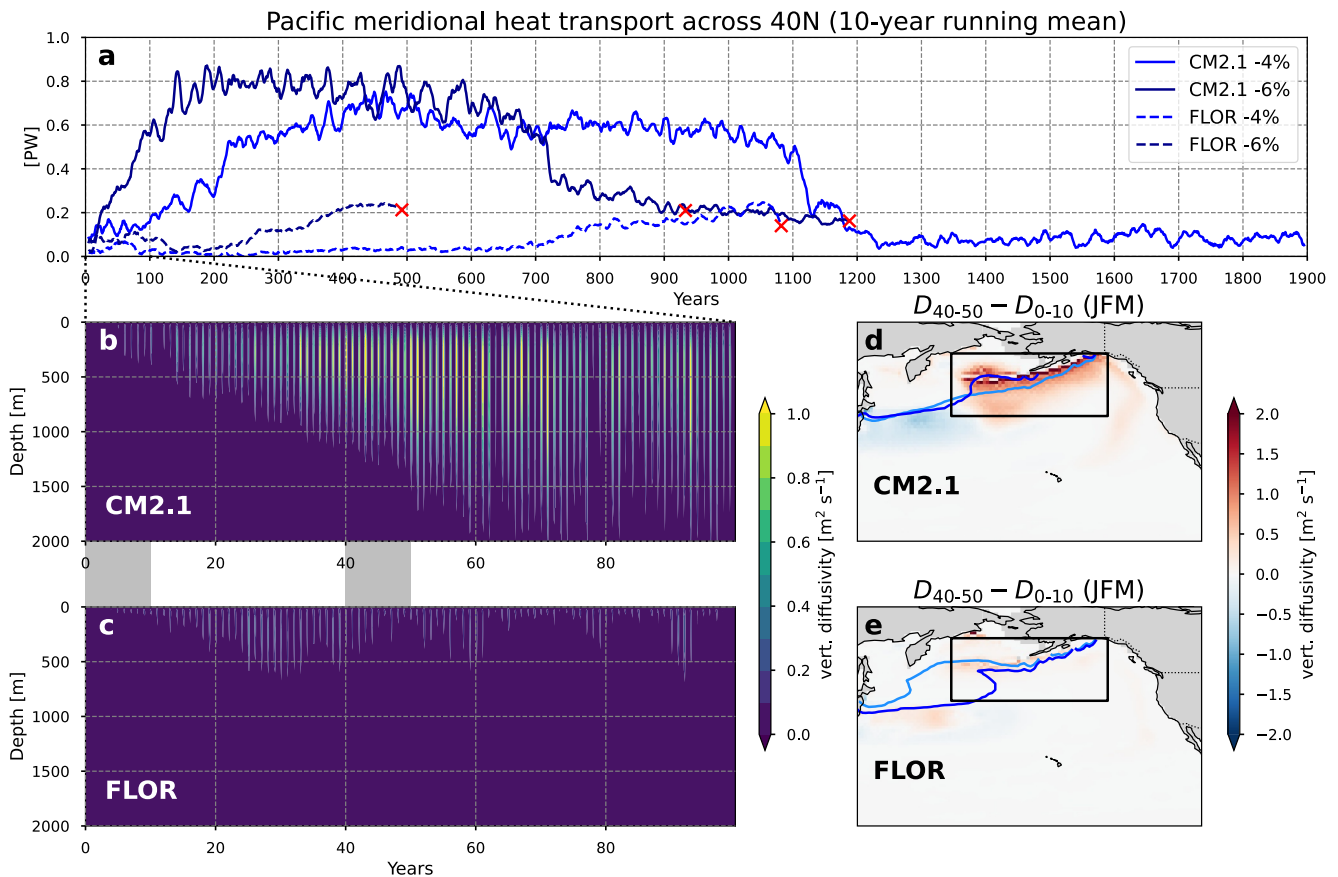 Pacific meridional heat transport across 40N (10-year running mean)
a
[PW]
1.0
0.8
0.6
0.4
0.2
0.0
CM2.1 -4%
CM2.1 -6%
FLOR -4%
FLOR -6%
0 100 200 300 400 500 600 700 800 900 1000 1100 1200 1300 1400 1500 1600 1700 1800 1900
Years
b
Depth [m]
0
500
1000
1500
2000
CM2.1
0 20 40 60 80
c
Depth [m]
0
500
1000
1500
2000
FLOR
0 20 40 60 80
Years
1.0
0.8
0.6
0.4
0.2
0.0
vert. diffusivity [m² s⁻¹]
D₄₀₋₅₀ − D₀₋₁₀ (JFM)
d
CM2.1
D₄₀₋₅₀ − D₀₋₁₀ (JFM)
e
FLOR
2.0
1.5
1.0
0.5
0.0
−0.5
−1.0
−1.5
−2.0
vert. diffusivity [m² s⁻¹]